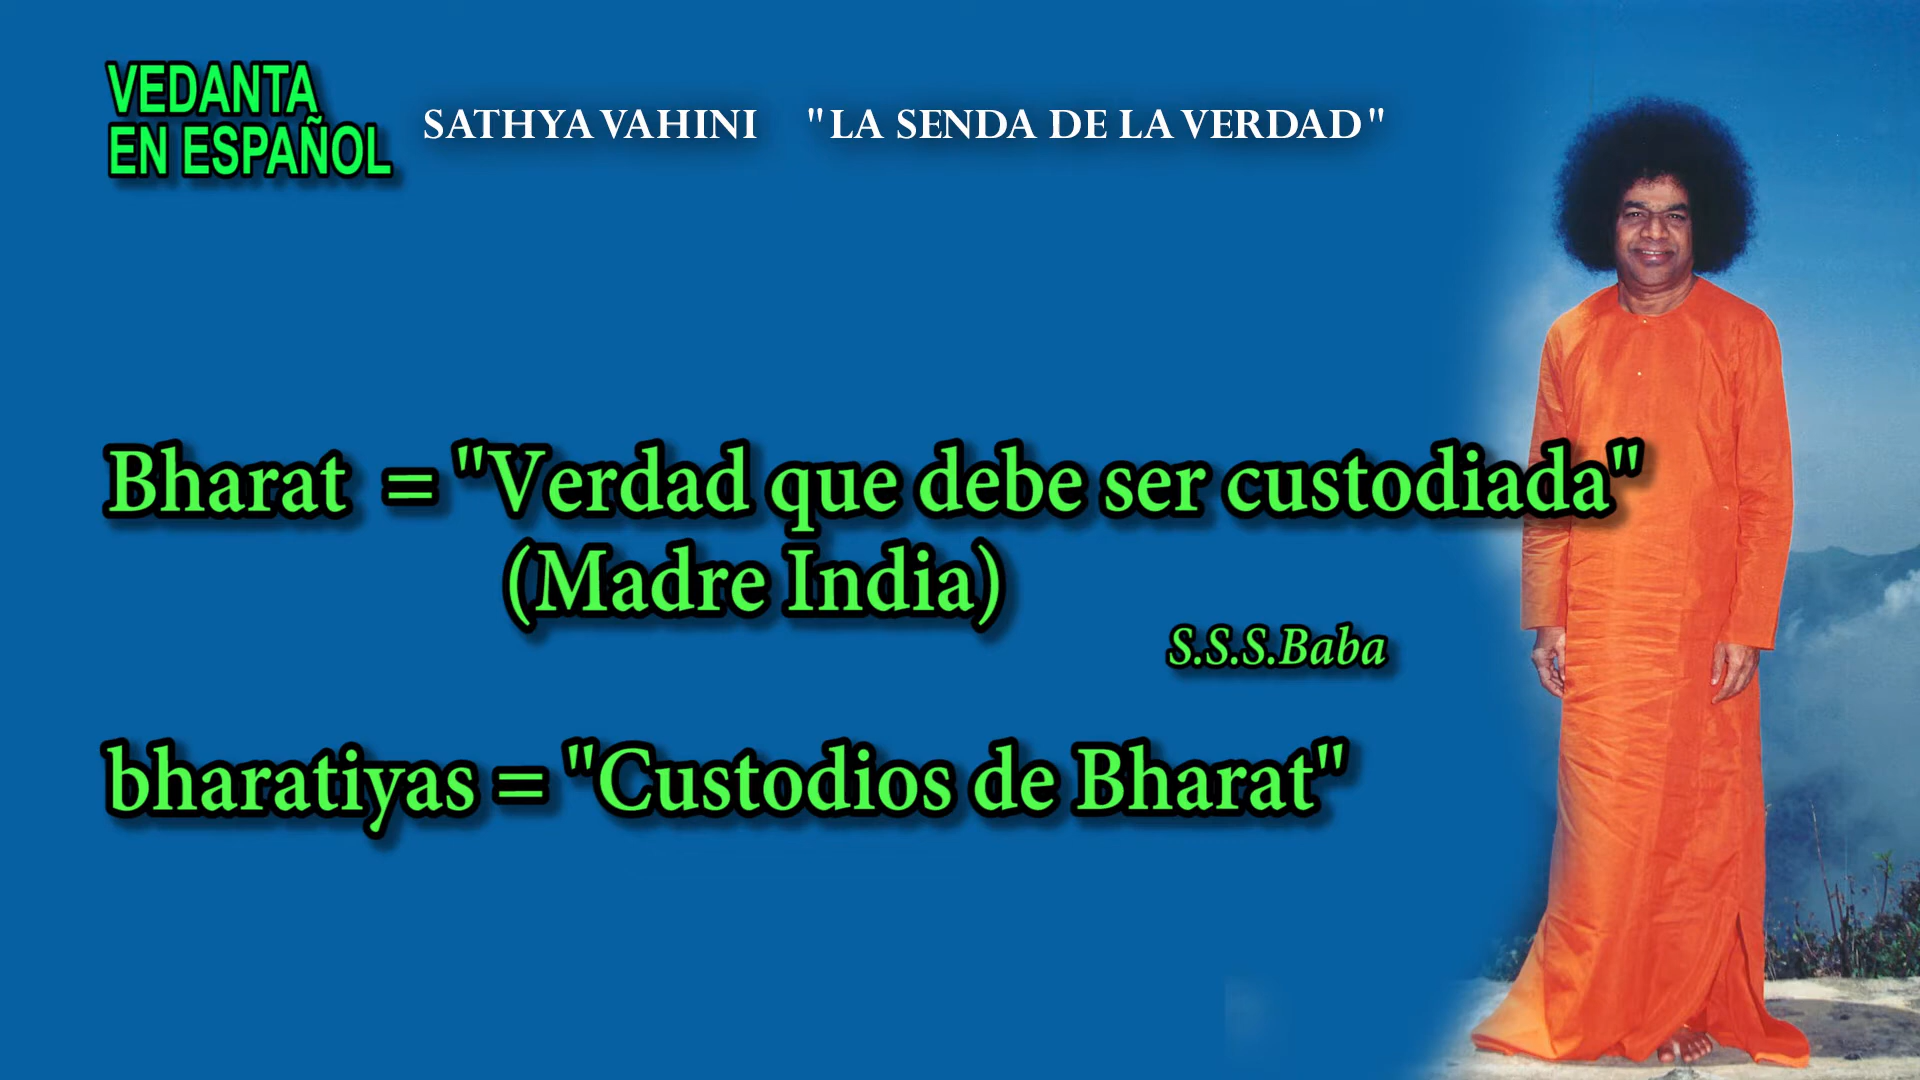 VEDANTA
EN ESPAÑOL
SATHYA VAHINI "LA SENDA DE LA VERDAD"
Bharat = "Verdad que debe ser custodiada"
(Madre India)
S.S.S.Baba
bharatiyas = "Custodios de Bharat"